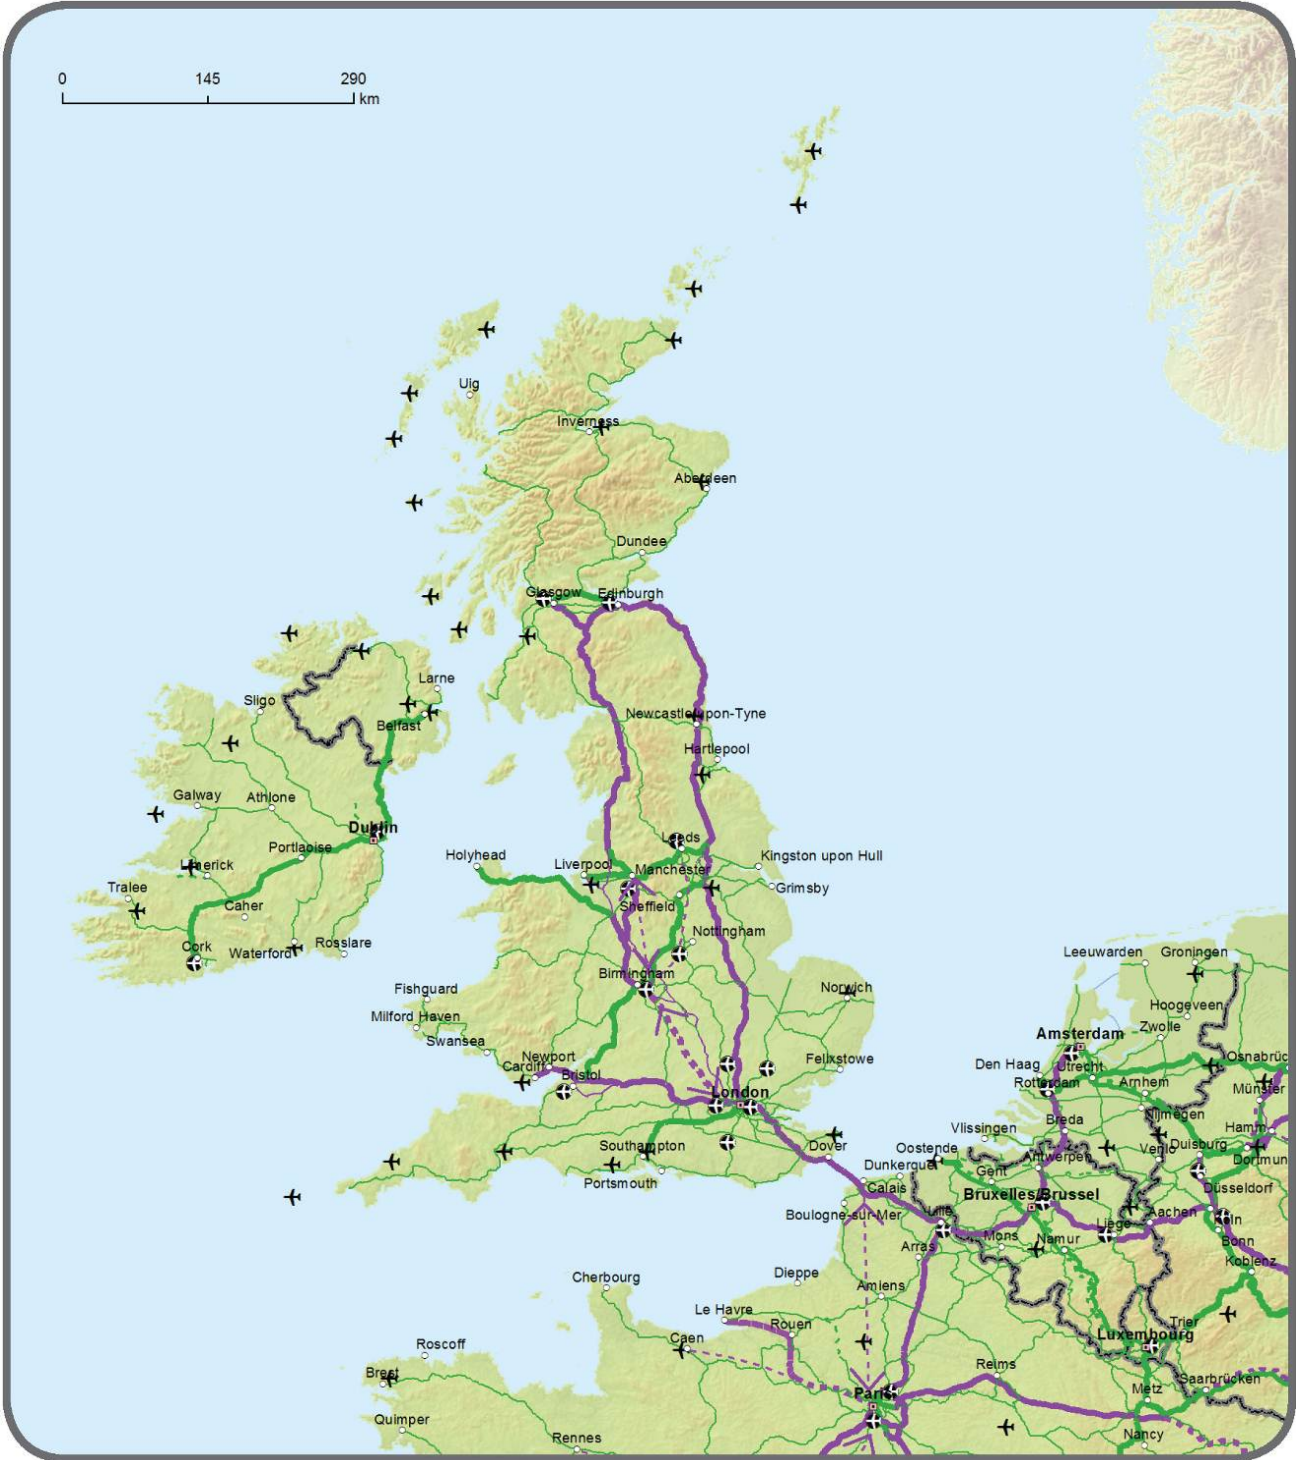 0 145 290
km
Uig
Inverness
Aberdeen
Dundee
Glasgow Edinburgh
Larne
Sligo
Belfast
Newcastle-upon-Tyne
Hartlepool
Galway Athlone
Dublin
Portlaoise
Limerick
Tralee
Caher
Cork
Waterford Rosslare
Leeds
Holyhead Liverpool Manchester
Kingston upon Hull
Grimsby
Sheffield
Nottingham
Birmingham
Norwich
Fishguard
Milford Haven
Swansea
Newport
Cardiff Bristol
Felixstowe
London
Southampton
Portsmouth
Dover
Leeuwarden Groningen
Hoogeveen
Zwolle
Amsterdam
Den Haag Utrecht
Osnabrüc
Rotterdam Arnhem
Münster
Nijmegen
Breda
Hamm
Vlissingen
Venlo Duisburg
Dortmun
Oostende
Antwerpen
Dunkerque
Gent
Calais
Düsseldorf
Bruxelles/Brussel
Boulogne-sur-Mer
Lille
Liège Aachen
Köln
Mons Namur
Bonn
Arras
Koblenz
Cherbourg
Dieppe
Amiens
Le Havre
Rouen
Trier
Luxembourg
Caen
Roscoff
Brest
Reims
Saarbrücken
Paris
Metz
Quimper
Rennes
Nancy